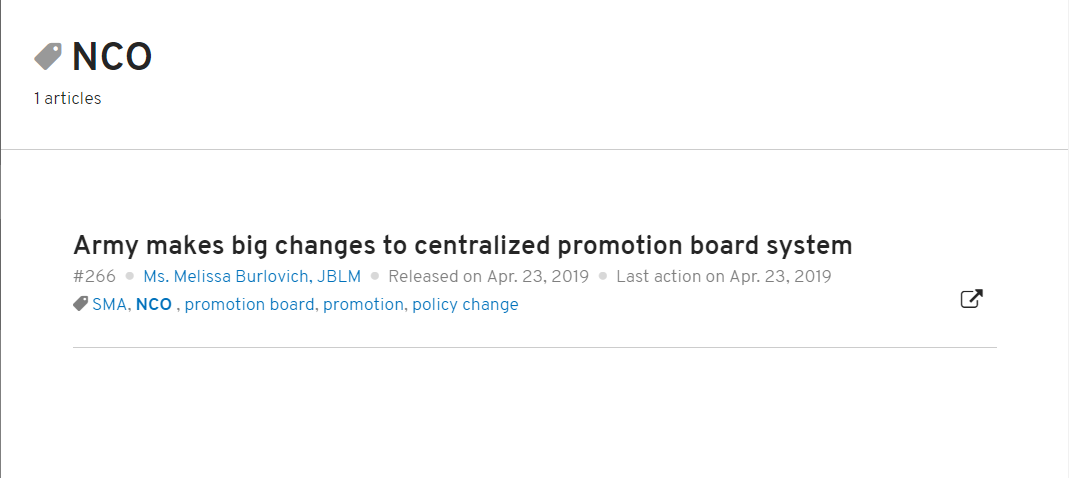 NCO
1 articles
Army makes big changes to centralized promotion board system
#266 • Ms. Melissa Burlovich, JBLM • Released on Apr. 23, 2019 • Last action on Apr. 23, 2019
SMA, NCO , promotion board, promotion, policy change